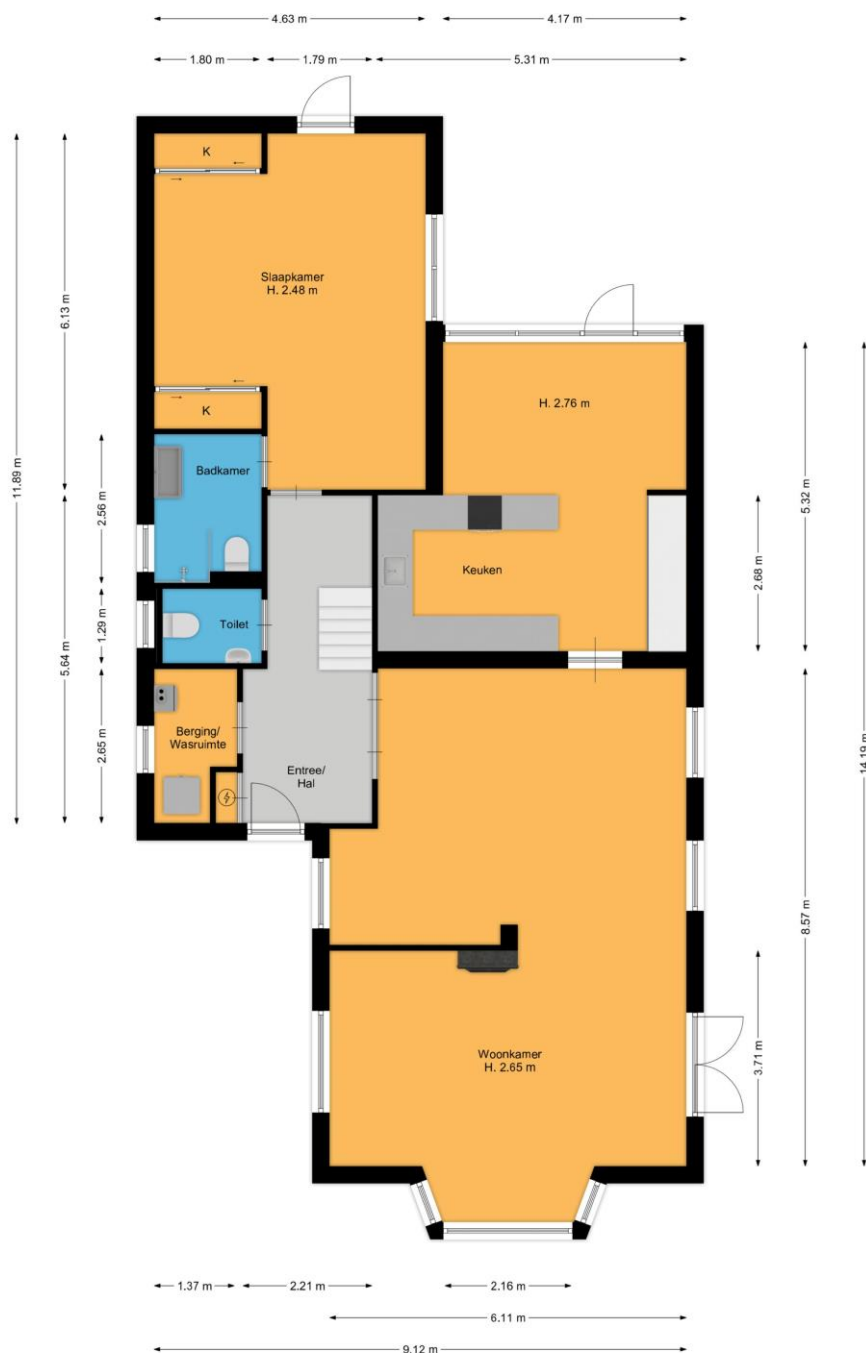 4.63 m
4.17 m
1.80 m
1.79 m
5.31 m
K
Slaapkamer
H. 2.48 m
6.13 m
11.89 m
K
H. 2.76 m
5.32 m
Badkamer
2.56 m
Keuken
2.68 m
Toilet
1.29 m
5.64 m
Berging/
Wasruimte
2.65 m
Entree/
Hal
14.19 m
8.57 m
Woonkamer
H. 2.65 m
3.71 m
1.37 m
2.21 m
2.16 m
6.11 m
9.12 m